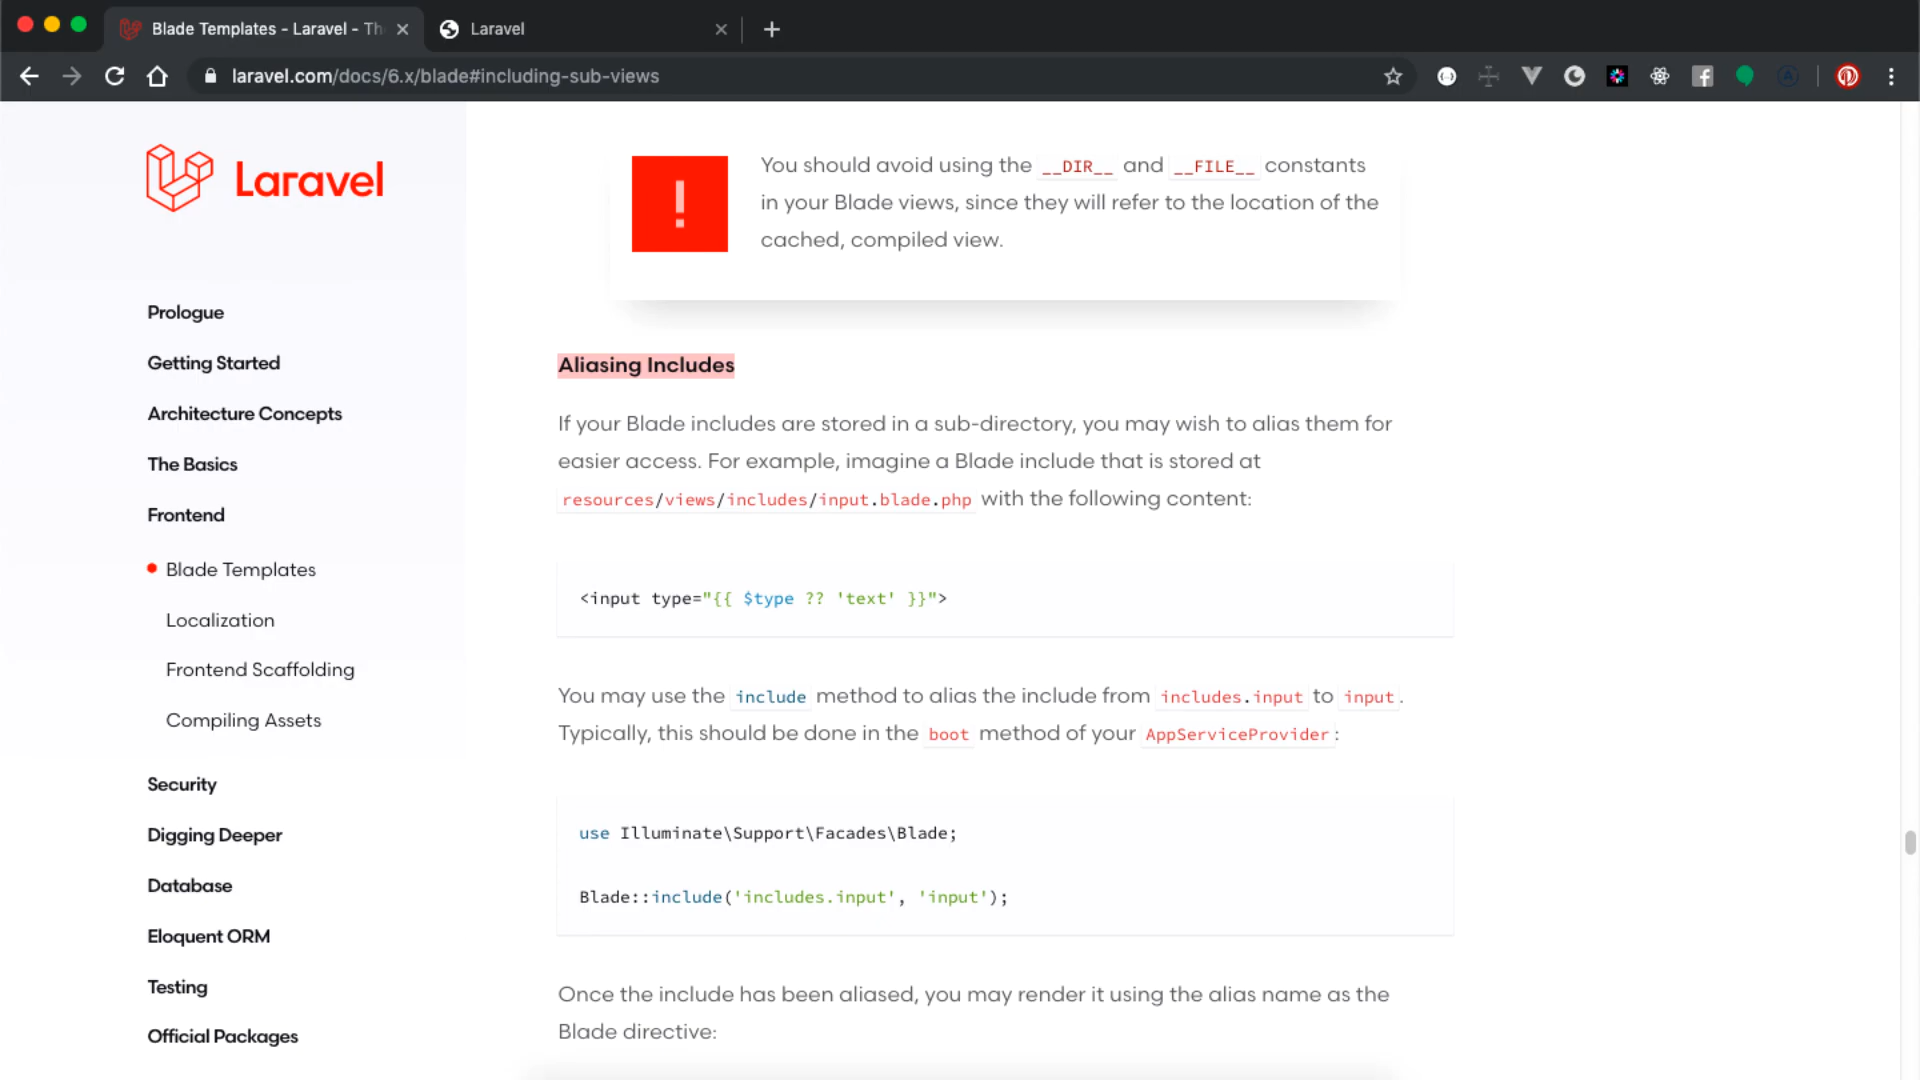 Blade Templates - Laravel - Th
Laravel
laravel.com/docs/6.x/blade#including-sub-views
Laravel
Prologue
Getting Started
Architecture Concepts
The Basics
Frontend
Blade Templates
Localization
Frontend Scaffolding
Compiling Assets
Security
Digging Deeper
Database
Eloquent ORM
Testing
Official Packages
!
You should avoid using the __DIR__ and __FILE__ constants
in your Blade views, since they will refer to the location of the
cached, compiled view.
Aliasing Includes
If your Blade includes are stored in a sub-directory, you may wish to alias them for
easier access. For example, imagine a Blade include that is stored at
resources/views/includes/input.blade.php with the following content:
<input type="{{ $type ?? 'text' }}">
You may use the include method to alias the include from includes.input to input.
Typically, this should be done in the boot method of your AppServiceProvider:
use Illuminate\Support\Facades\Blade;
Blade::include('includes.input', 'input');
Once the include has been aliased, you may render it using the alias name as the
Blade directive: